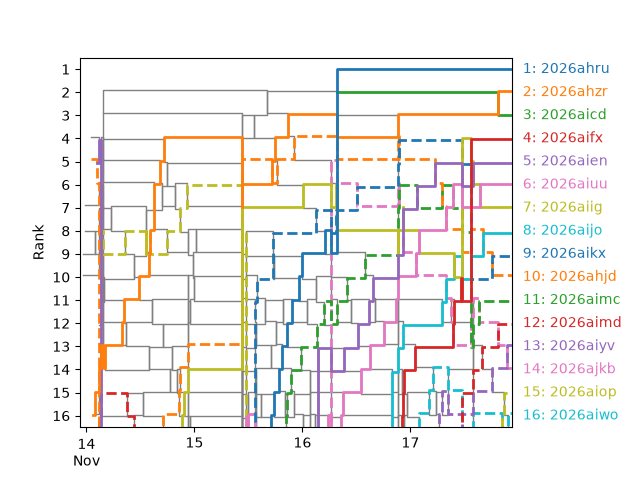 1
2
3
4
5
6
7
8
9
10
11
12
13
14
15
16
Rank
14
15
16
17
Nov
1: 2026ahru
2: 2026ahzr
3: 2026aicd
4: 2026aifx
5: 2026aien
6: 2026aiuu
7: 2026aiig
8: 2026aijo
9: 2026aikx
10: 2026ahjd
11: 2026aimc
12: 2026aimd
13: 2026aiyv
14: 2026ajkb
15: 2026aiop
16: 2026aiwo